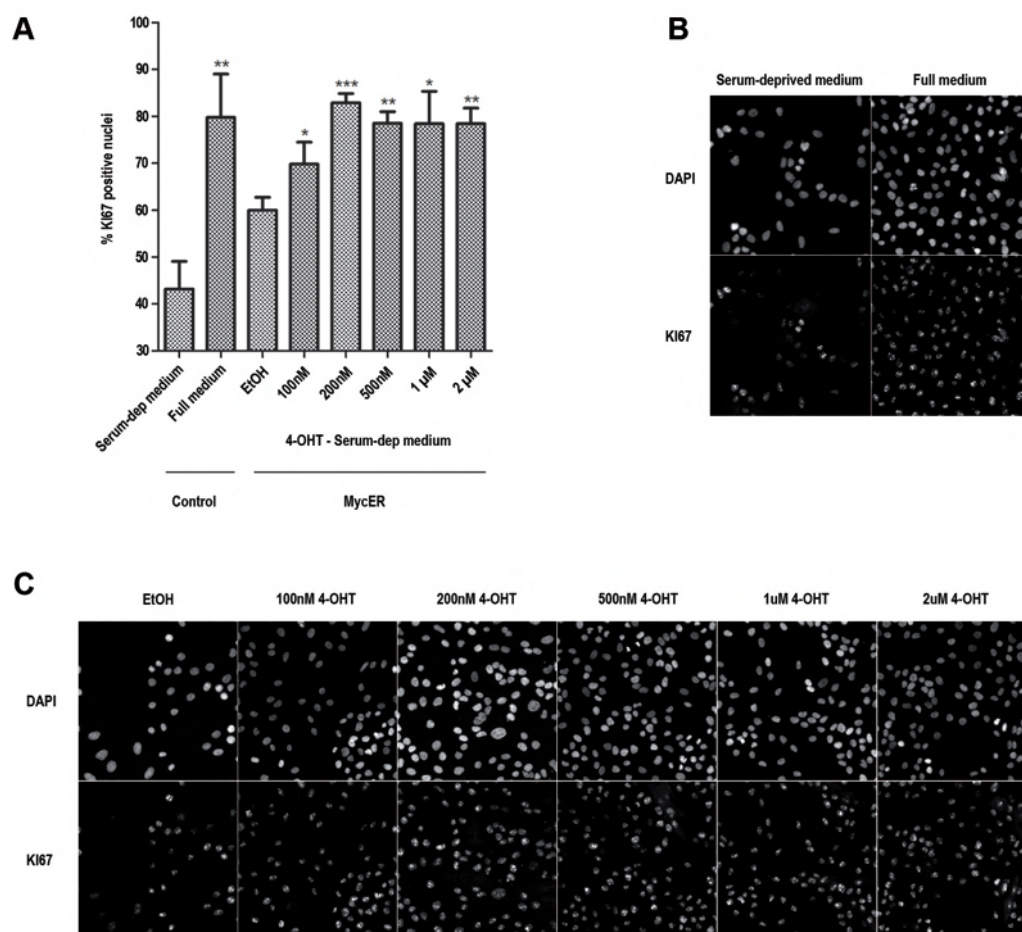 A
% KI67 positive nuclei
100
90
80
70
60
50
40
30
**
*
***
**
*
**
Serum-dep medium
Full medium
EtOH
100nM
200nM
500nM
1 µM
2 µM
4-OHT - Serum-dep medium
Control
MycER
B
Serum-deprived medium
Full medium
DAPI
KI67
C
EtOH
100nM 4-OHT
200nM 4-OHT
500nM 4-OHT
1uM 4-OHT
2uM 4-OHT
DAPI
KI67